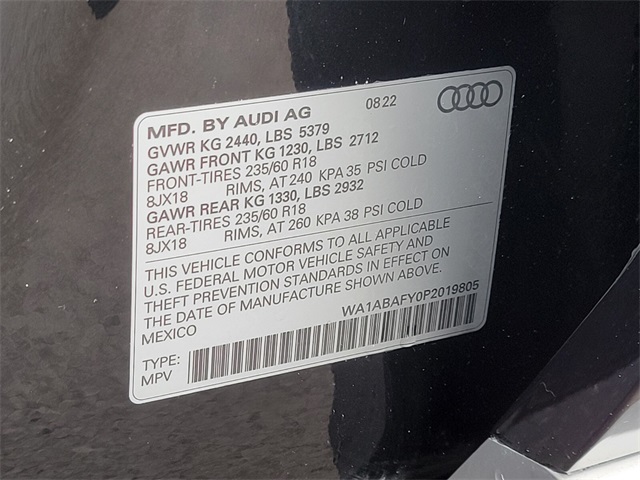 MFD. BY AUDI AG 08.22
GVWR KG 2440, LBS 5379
GAWR FRONT KG 1230, LBS 2712
FRONT-TIRES 235/60 R18
8JX18 RIMS, AT 240 KPA 35 PSI COLD
GAWR REAR KG 1330, LBS 2932
REAR-TIRES 235/60 R18
8JX18 RIMS, AT 260 KPA 38 PSI COLD
THIS VEHICLE CONFORMS TO ALL APPLICABLE
U.S. FEDERAL MOTOR VEHICLE SAFETY AND
THEFT PREVENTION STANDARDS IN EFFECT ON
THE DATE OF MANUFACTURE SHOWN ABOVE.
MEXICO WA1ABAFY0P2019805
TYPE:
MPV